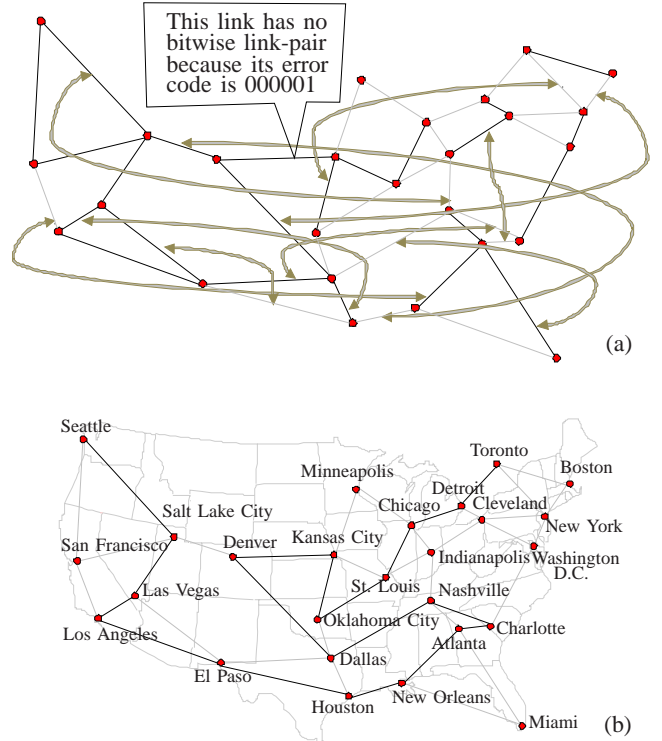 This link has no
bitwise link-pair
because its error
code is 000001
(a)
Seattle
Toronto
Minneapolis
Boston
Detroit
Chicago
Cleveland
Salt Lake City
New York
Kansas City
San Francisco
Denver
Indianapolis
Washington
D.C.
St. Louis
Las Vegas
Nashville
Oklahoma City
Los Angeles
Charlotte
Atlanta
Dallas
El Paso
New Orleans
Houston
Miami
(b)